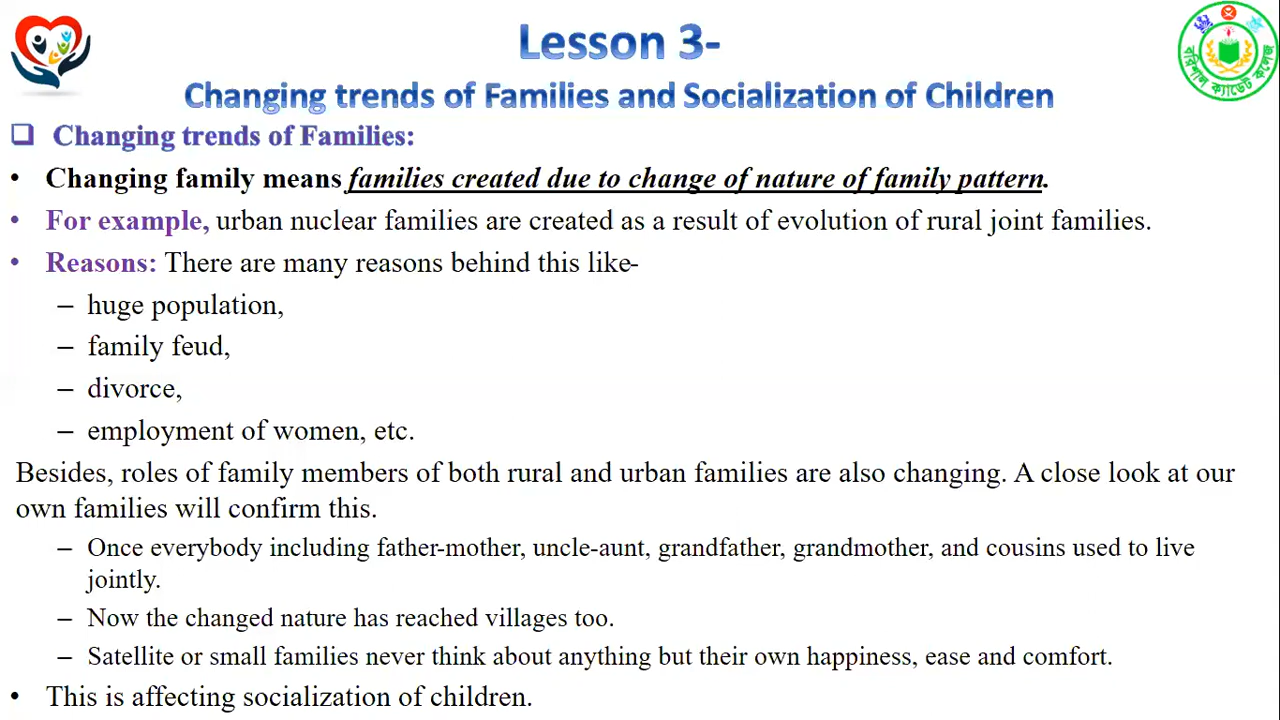 Lesson 3-
Changing trends of Families and Socialization of Children
বরিশাল ক্যাডেট কলেজ
❑ Changing trends of Families:
• Changing family means families created due to change of nature of family pattern.
• For example, urban nuclear families are created as a result of evolution of rural joint families.
• Reasons: There are many reasons behind this like-
– huge population,
– family feud,
– divorce,
– employment of women, etc.
Besides, roles of family members of both rural and urban families are also changing. A close look at our
own families will confirm this.
– Once everybody including father-mother, uncle-aunt, grandfather, grandmother, and cousins used to live
jointly.
– Now the changed nature has reached villages too.
– Satellite or small families never think about anything but their own happiness, ease and comfort.
• This is affecting socialization of children.